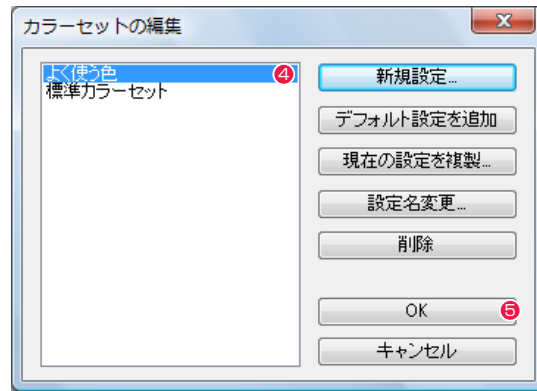 カラーセットの編集
よく使う色 4
標準カラーセット
新規設定...
デフォルト設定を追加
現在の設定を複製...
設定名変更...
削除
OK 5
キャンセル